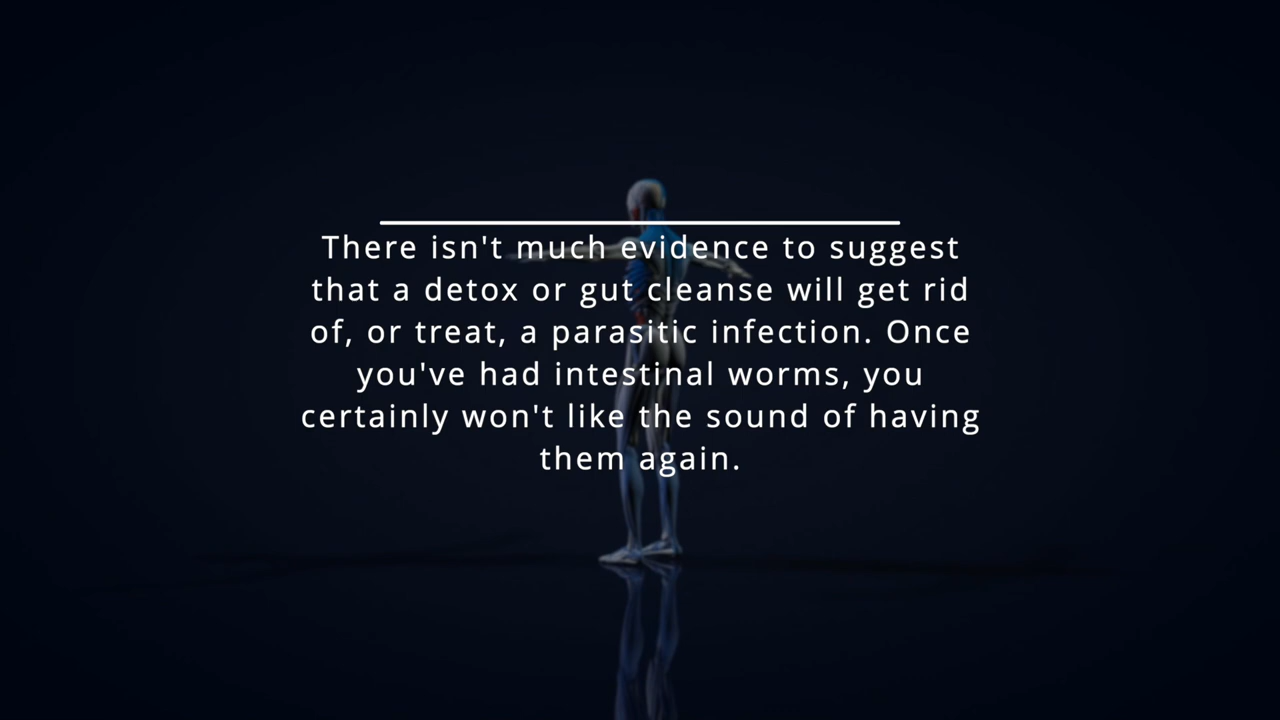 There isn't much evidence to suggest
that a detox or gut cleanse will get rid
of, or treat, a parasitic infection. Once
you've had intestinal worms, you
certainly won't like the sound of having
them again.